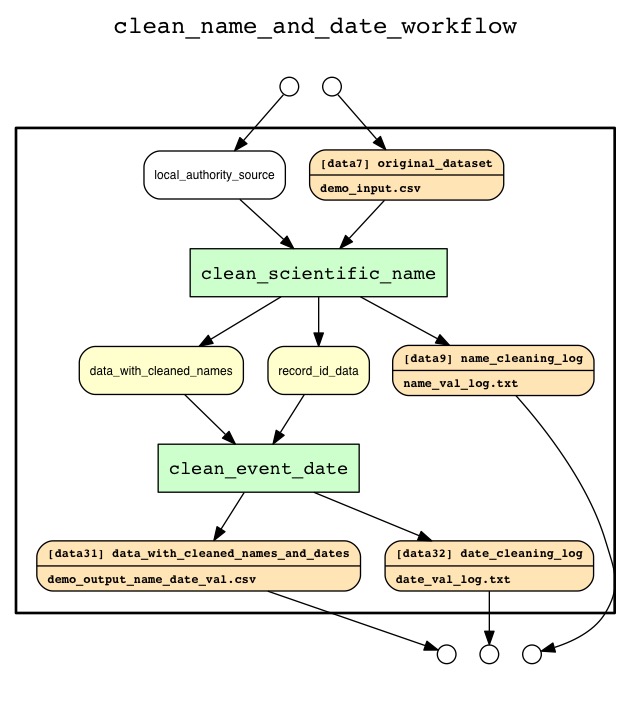 clean_name_and_date_workflow
local_authority_source
[data7] original_dataset
demo_input.csv
clean_scientific_name
data_with_cleaned_names
record_id_data
[data9] name_cleaning_log
name_val_log.txt
clean_event_date
[data31] data_with_cleaned_names_and_dates
demo_output_name_date_val.csv
[data32] date_cleaning_log
date_val_log.txt